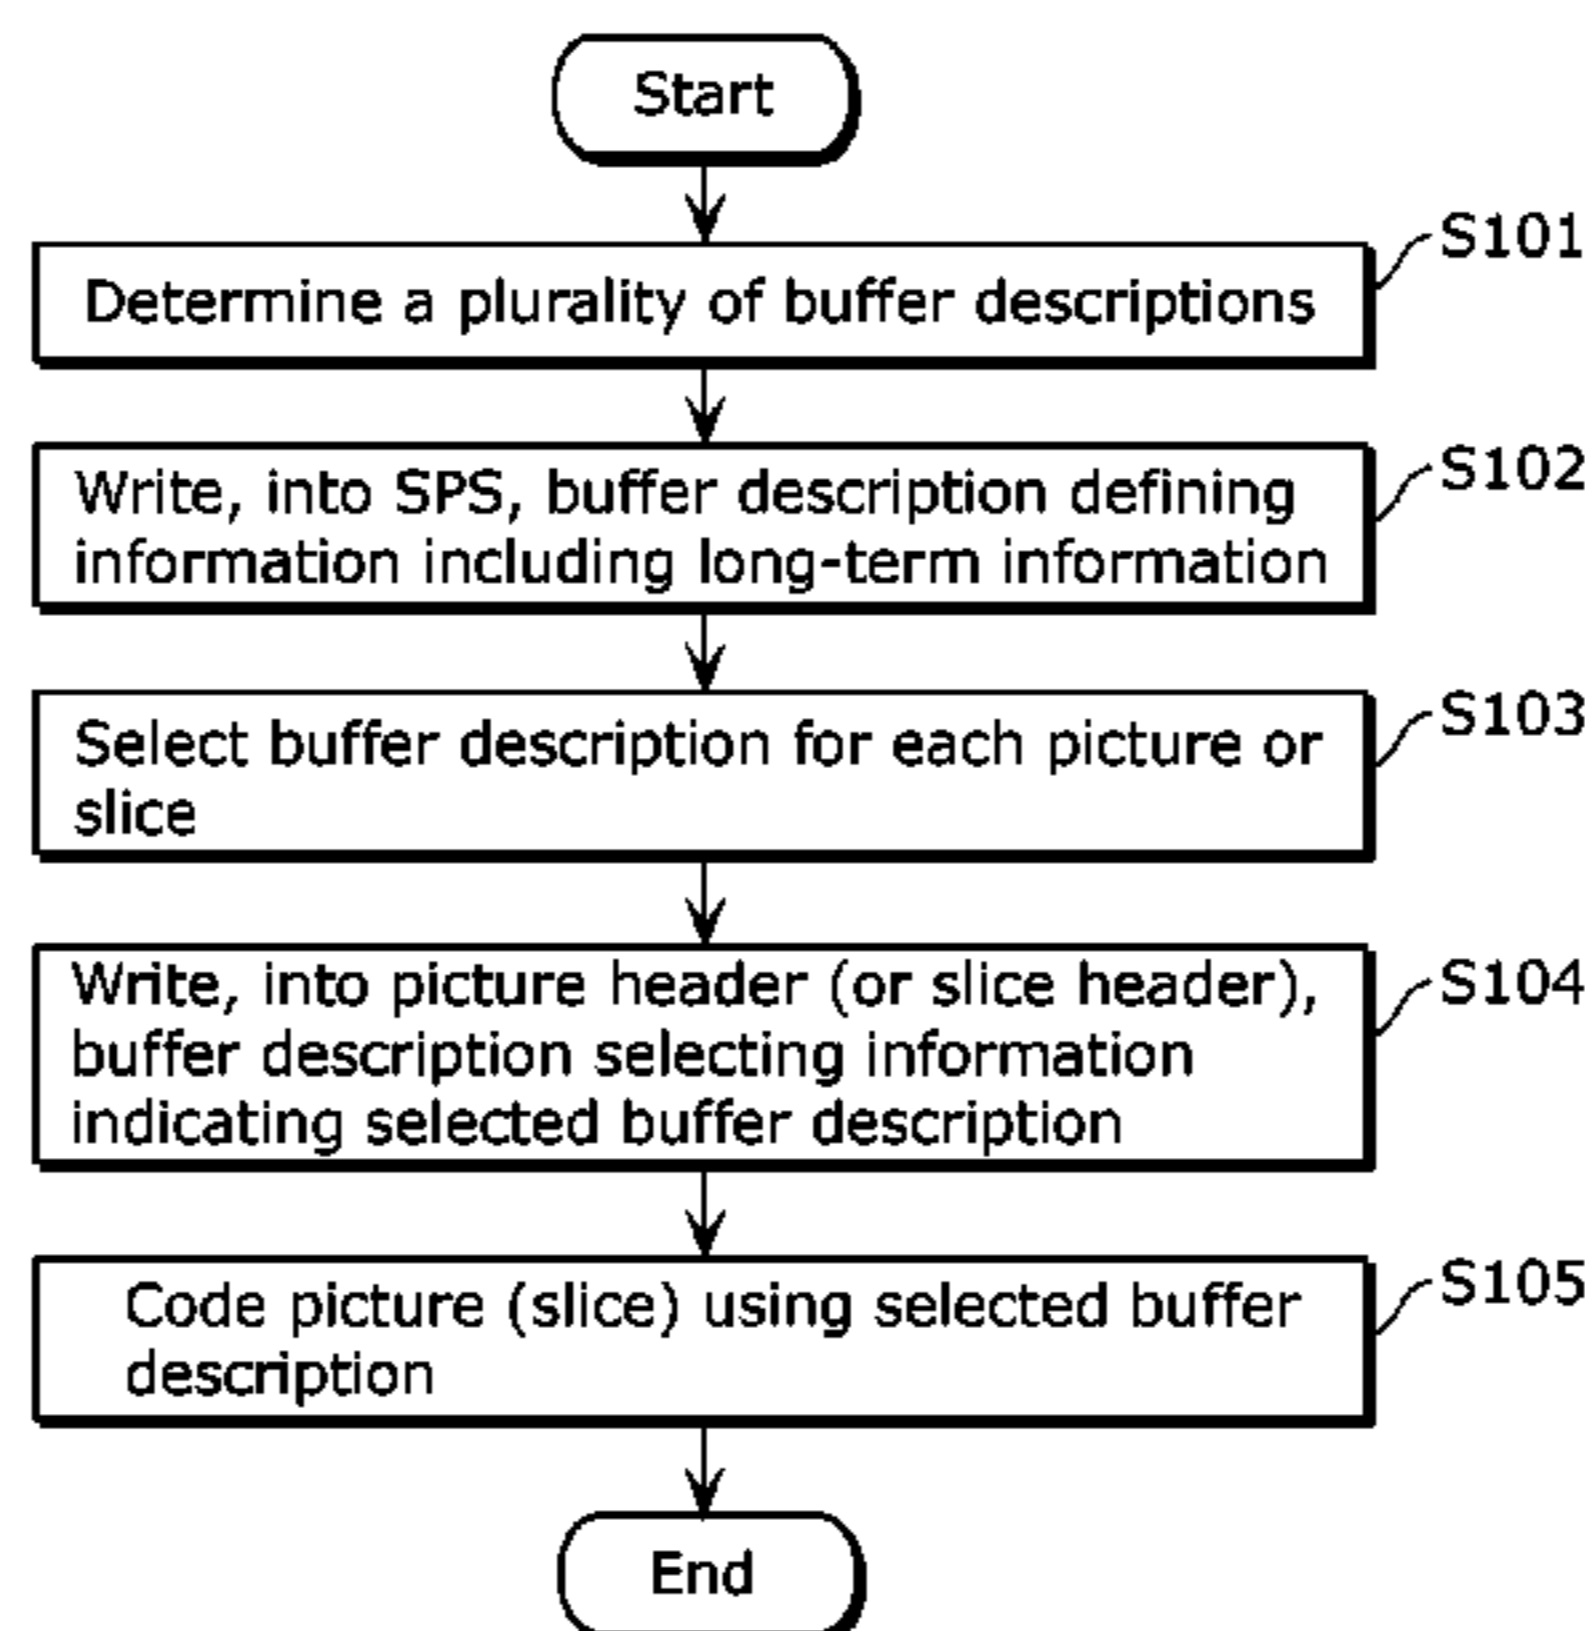 Start
S101
Determine a plurality of buffer descriptions
S102
Write, into SPS, buffer description defining
information including long-term information
S103
Select buffer description for each picture or
slice
S104
Write, into picture header (or slice header),
buffer description selecting information
indicating selected buffer description
S105
Code picture (slice) using selected buffer
description
End